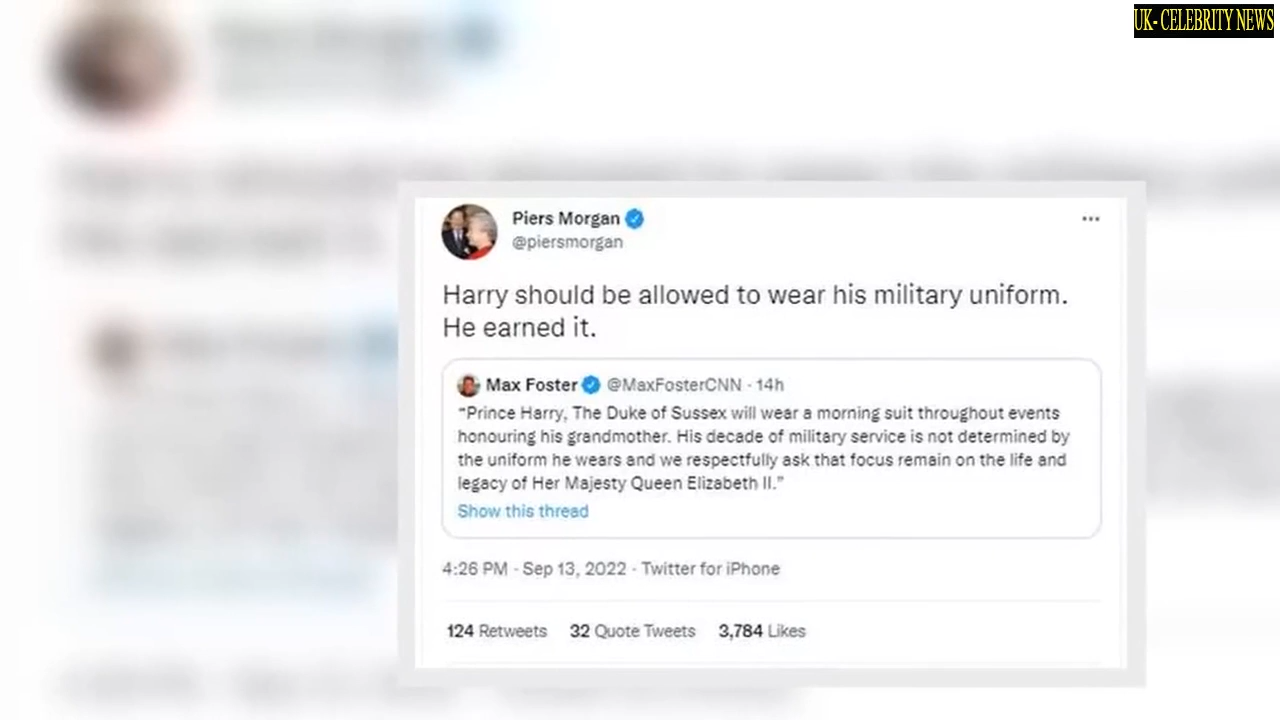 UK- CELEBRITY NEWS
Piers Morgan
@piersmorgan
Harry should be allowed to wear his military uniform.
He earned it.
Max Foster @MaxFosterCNN · 14h
“Prince Harry, The Duke of Sussex will wear a morning suit throughout events
honouring his grandmother. His decade of military service is not determined by
the uniform he wears and we respectfully ask that focus remain on the life and
legacy of Her Majesty Queen Elizabeth II.”
Show this thread
4:26 PM · Sep 13, 2022 · Twitter for iPhone
124 Retweets 32 Quote Tweets 3,784 Likes